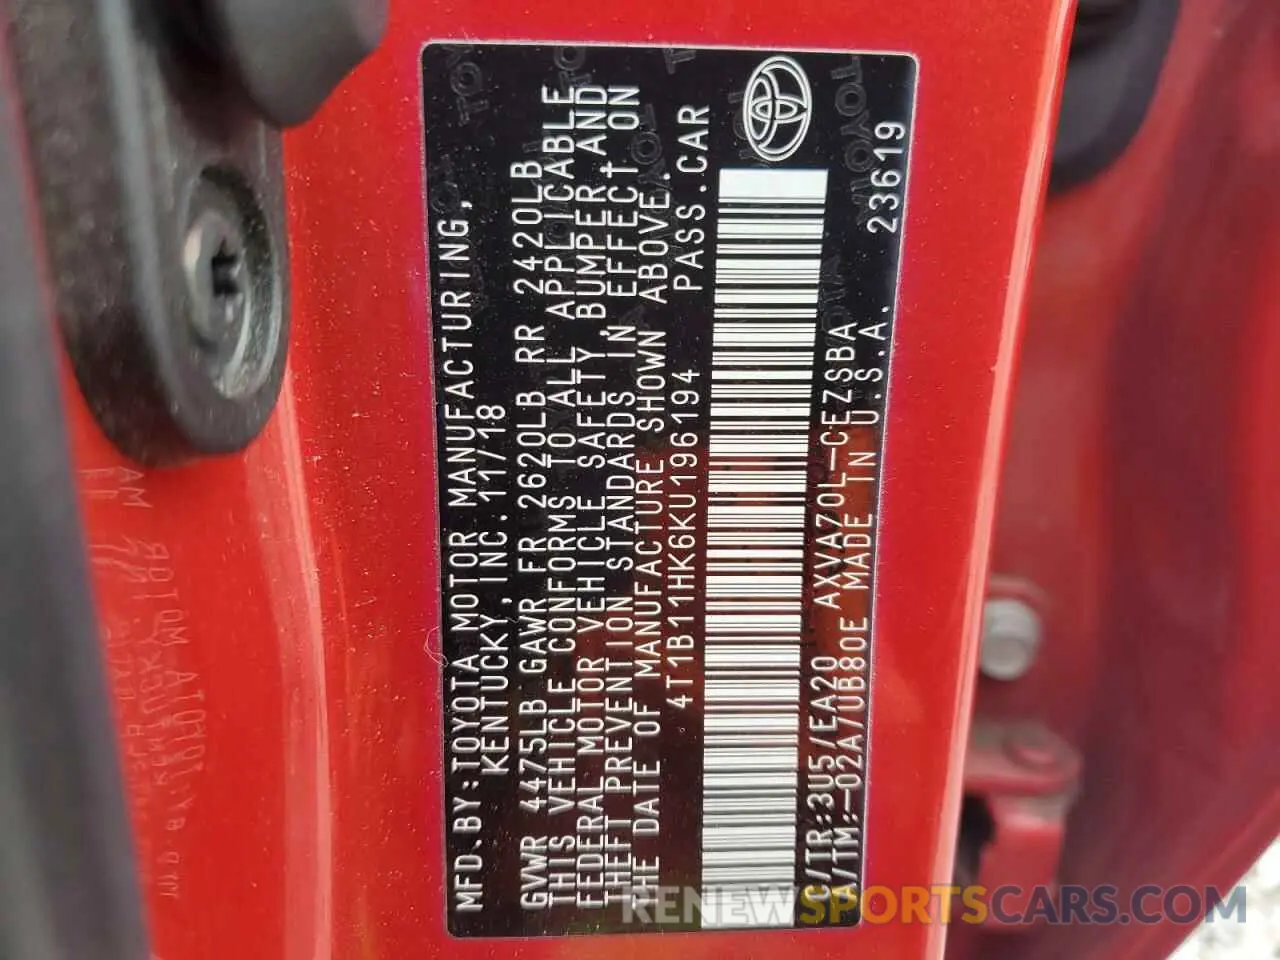 MFD.BY:TOYOTA MOTOR MANUFACTURING,
KENTUCKY, INC. 11/18
GVWR 4475LB GAWR FR 2620LB RR 2420LB
THIS VEHICLE CONFORMS TO ALL APPLICABLE
FEDERAL MOTOR VEHICLE SAFETY, BUMPER AND
THEFT PREVENTION STANDARDS IN EFFECT ON
THE DATE OF MANUFACTURE SHOWN ABOVE.
4T1B11HK6KU196194 PASS.CAR
C/TR:3U5/EA20 AXVA70L-CEZSBA
A/TM:-02A/UB80E MADE IN U.S.A. 23619
RENEWSPORTSCARS.COM